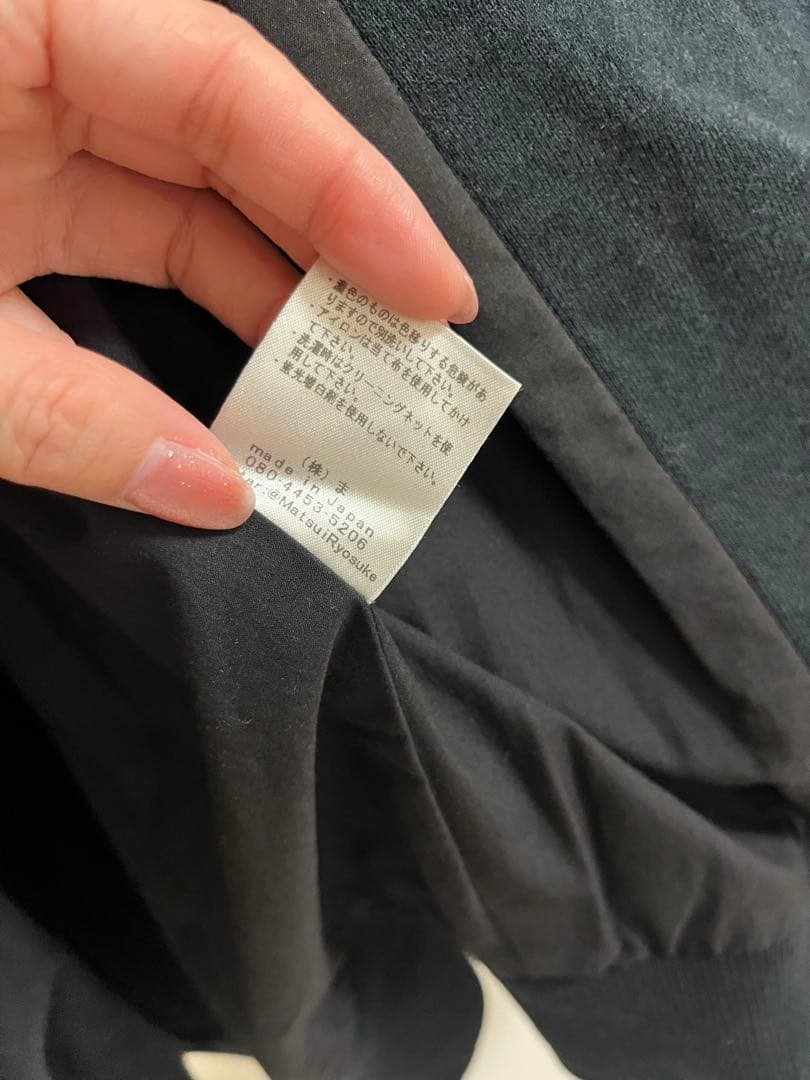 ・濃色のものは色移りする危険があ
りますので別洗いして下さい。
・アイロンは当て布を使用してかけ
て下さい。
・洗濯時はクリーニングネットを使
用して下さい。
・蛍光増白剤を使用しないで下さい。
(株)ま
made in Japan
080-4453-5206
er:@MatsuiRyosuke